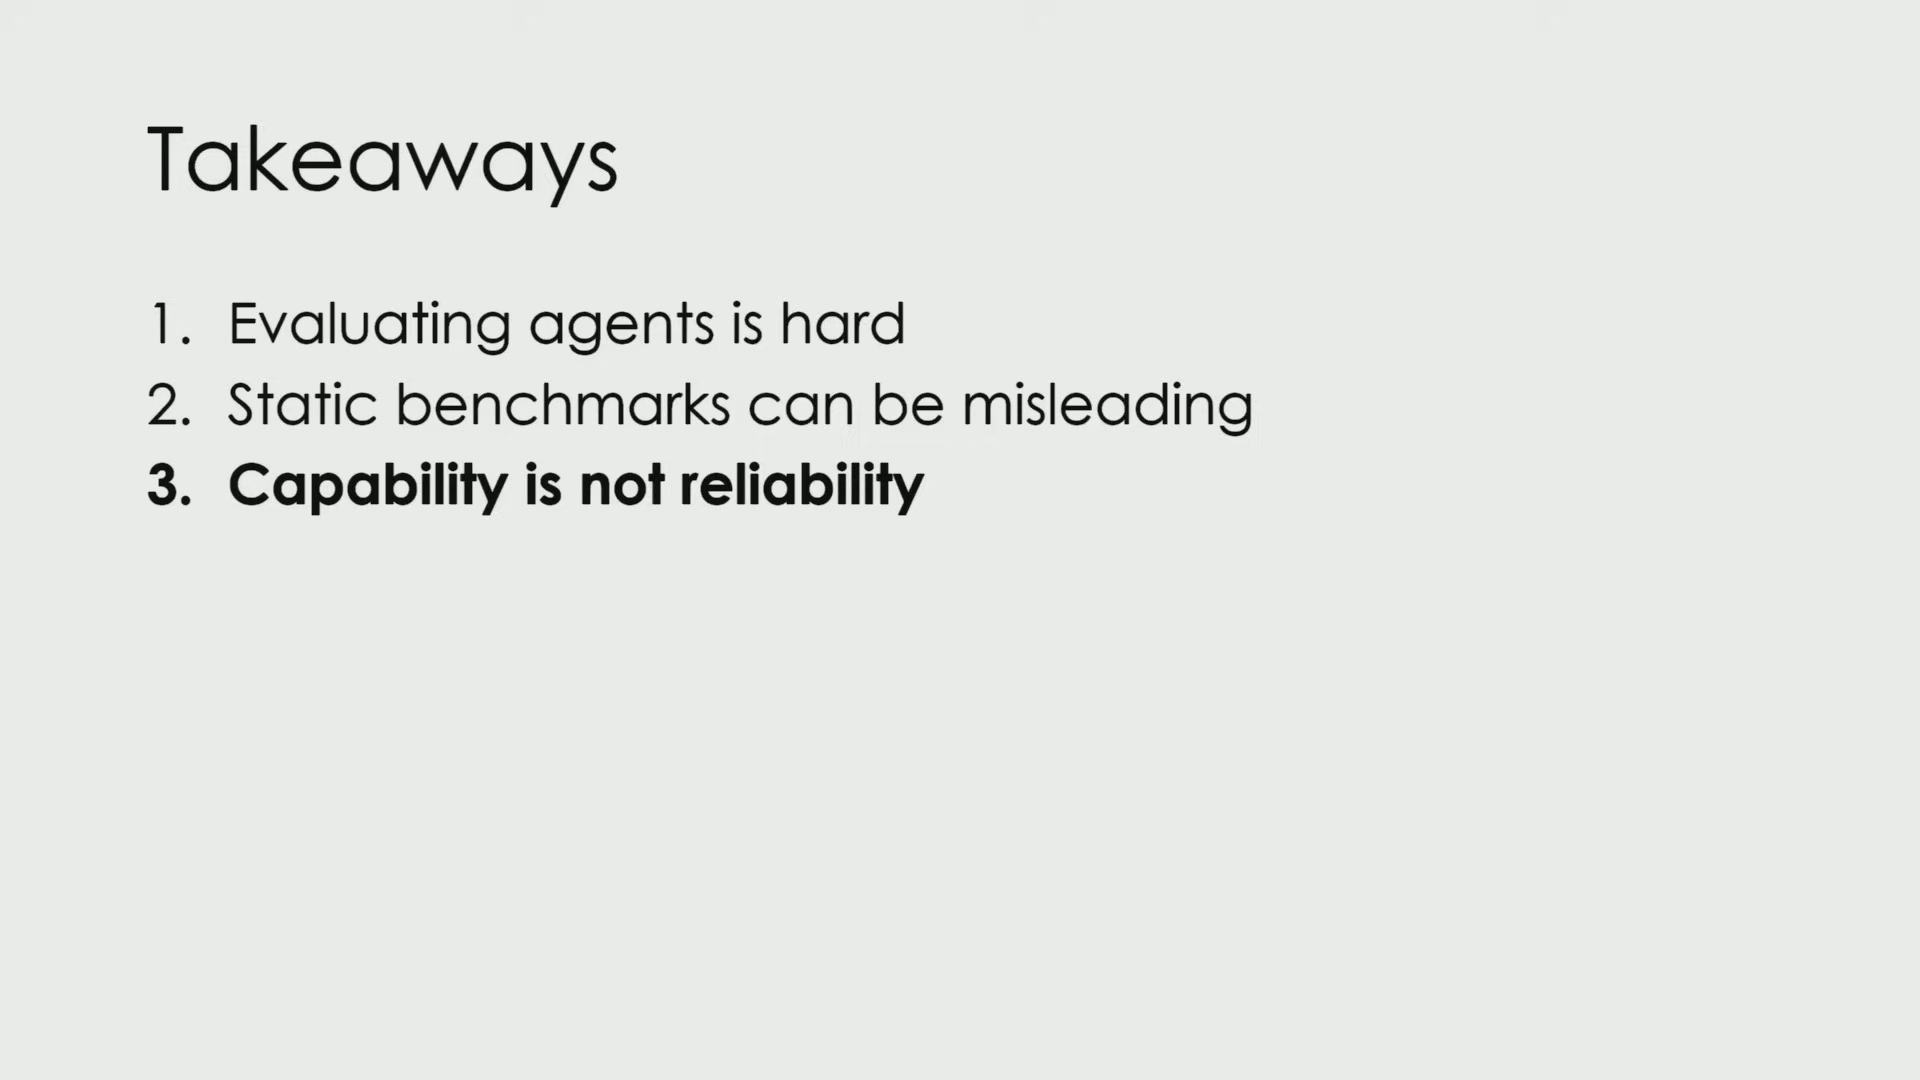 Takeaways
1. Evaluating agents is hard
2. Static benchmarks can be misleading
3. Capability is not reliability